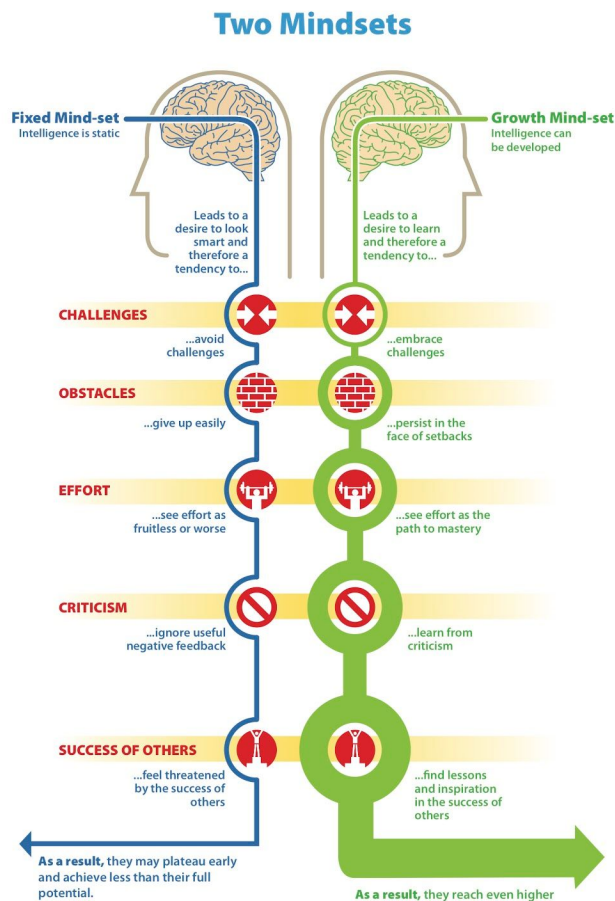 Two Mindsets
Fixed Mind-set
Intelligence is static
Growth Mind-set
Intelligence can
be developed
Leads to a
desire to look
smart and
therefore a
tendency to...
Leads to a
desire to learn
and therefore a
tendency to...
CHALLENGES
...avoid
challenges
...embrace
challenges
OBSTACLES
...give up easily
...persist in the
face of setbacks
EFFORT
...see effort as
fruitless or worse
...see effort as the
path to mastery
CRITICISM
...ignore useful
negative feedback
...learn from
criticism
SUCCESS OF OTHERS
...feel threatened
by the success of
others
...find lessons
and inspiration
in the success of
others
As a result, they may plateau early
and achieve less than their full
potential.
As a result, they reach even higher